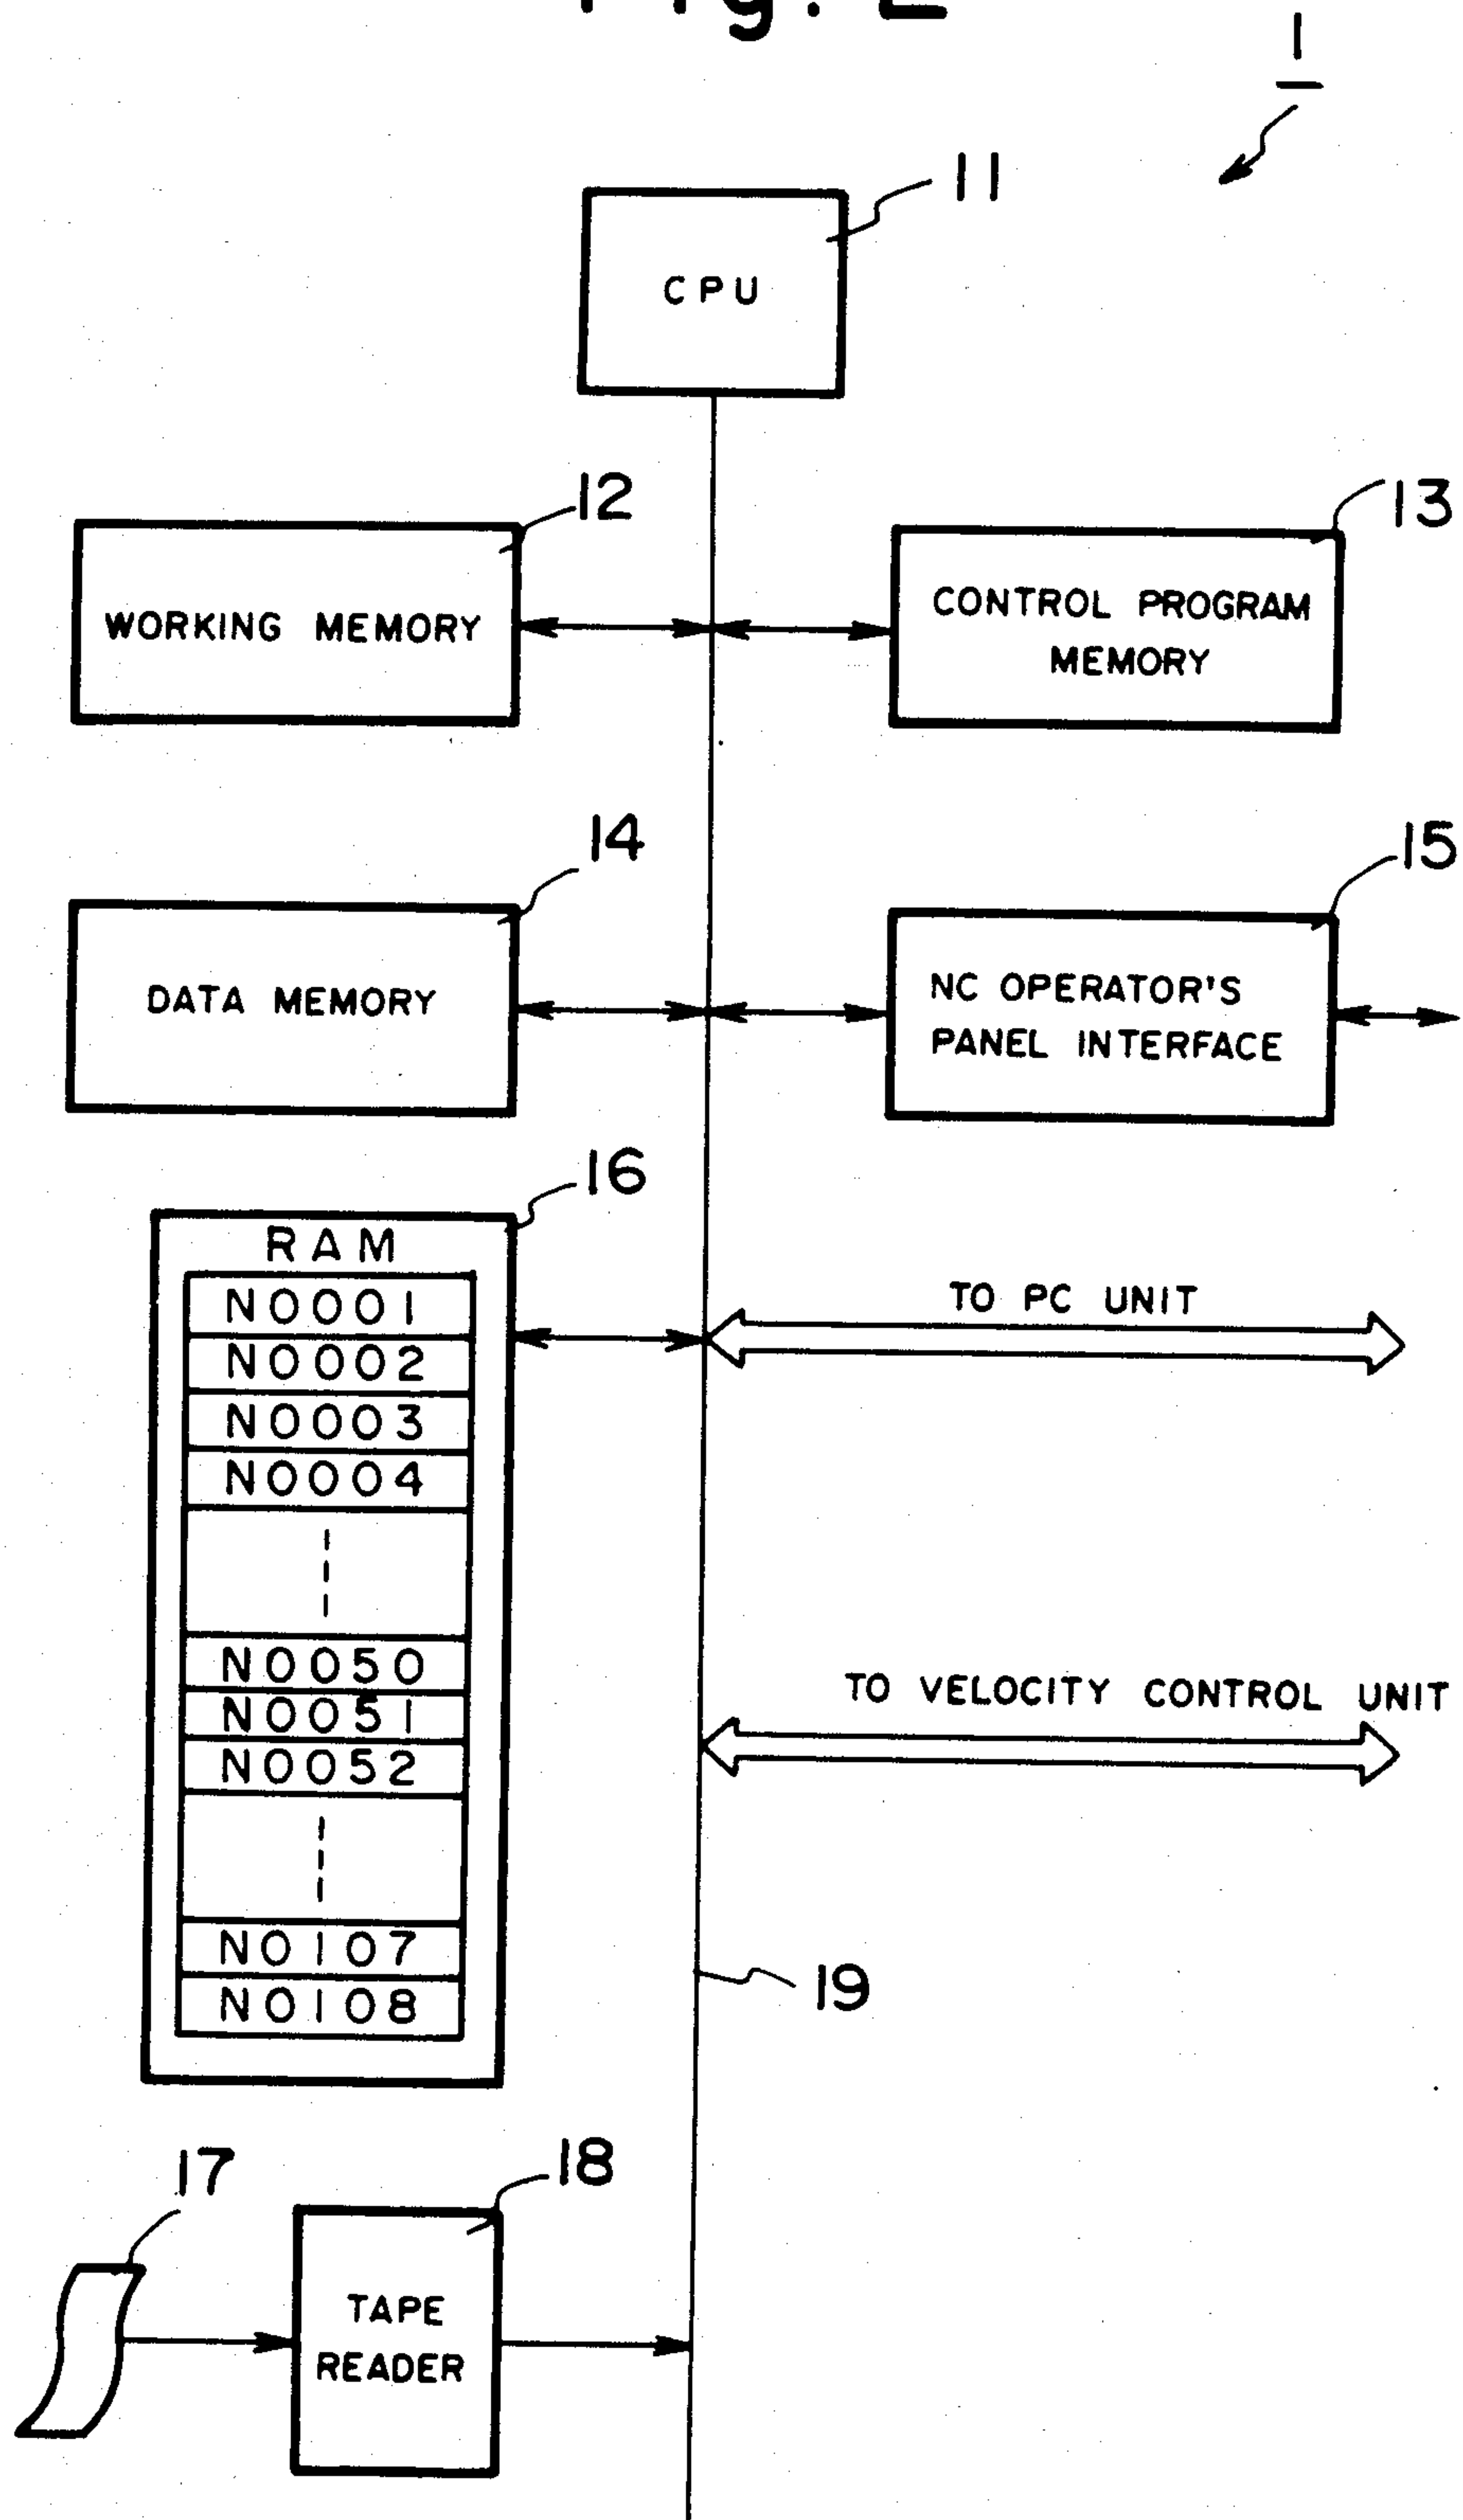 Fig. 2
1
11
CPU
12
13
WORKING MEMORY
CONTROL PROGRAM
MEMORY
14
15
DATA MEMORY
NC OPERATOR'S
PANEL INTERFACE
16
RAM
N0001
N0002
N0003
N0004
TO PC UNIT
N0050
N0051
N0052
TO VELOCITY CONTROL UNIT
N0107
N0108
19
17
18
TAPE
READER